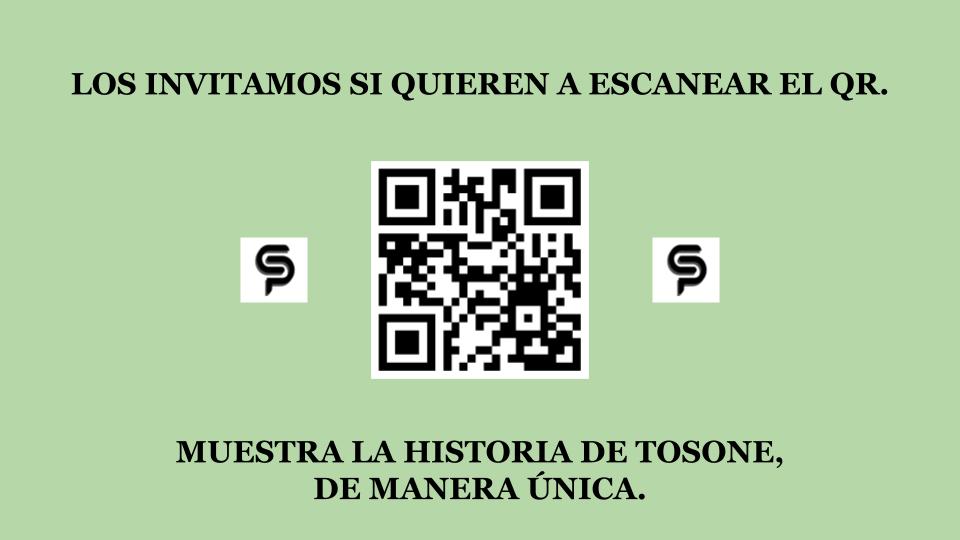 LOS INVITAMOS SI QUIEREN A ESCANEAR EL QR.
MUESTRA LA HISTORIA DE TOSONE,
DE MANERA ÚNICA.